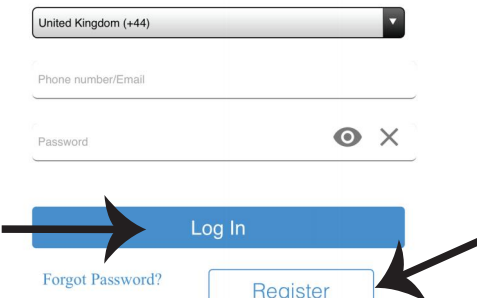 United Kingdom (+44)
Phone number/Email
Password
Log In
Forgot Password?
Register